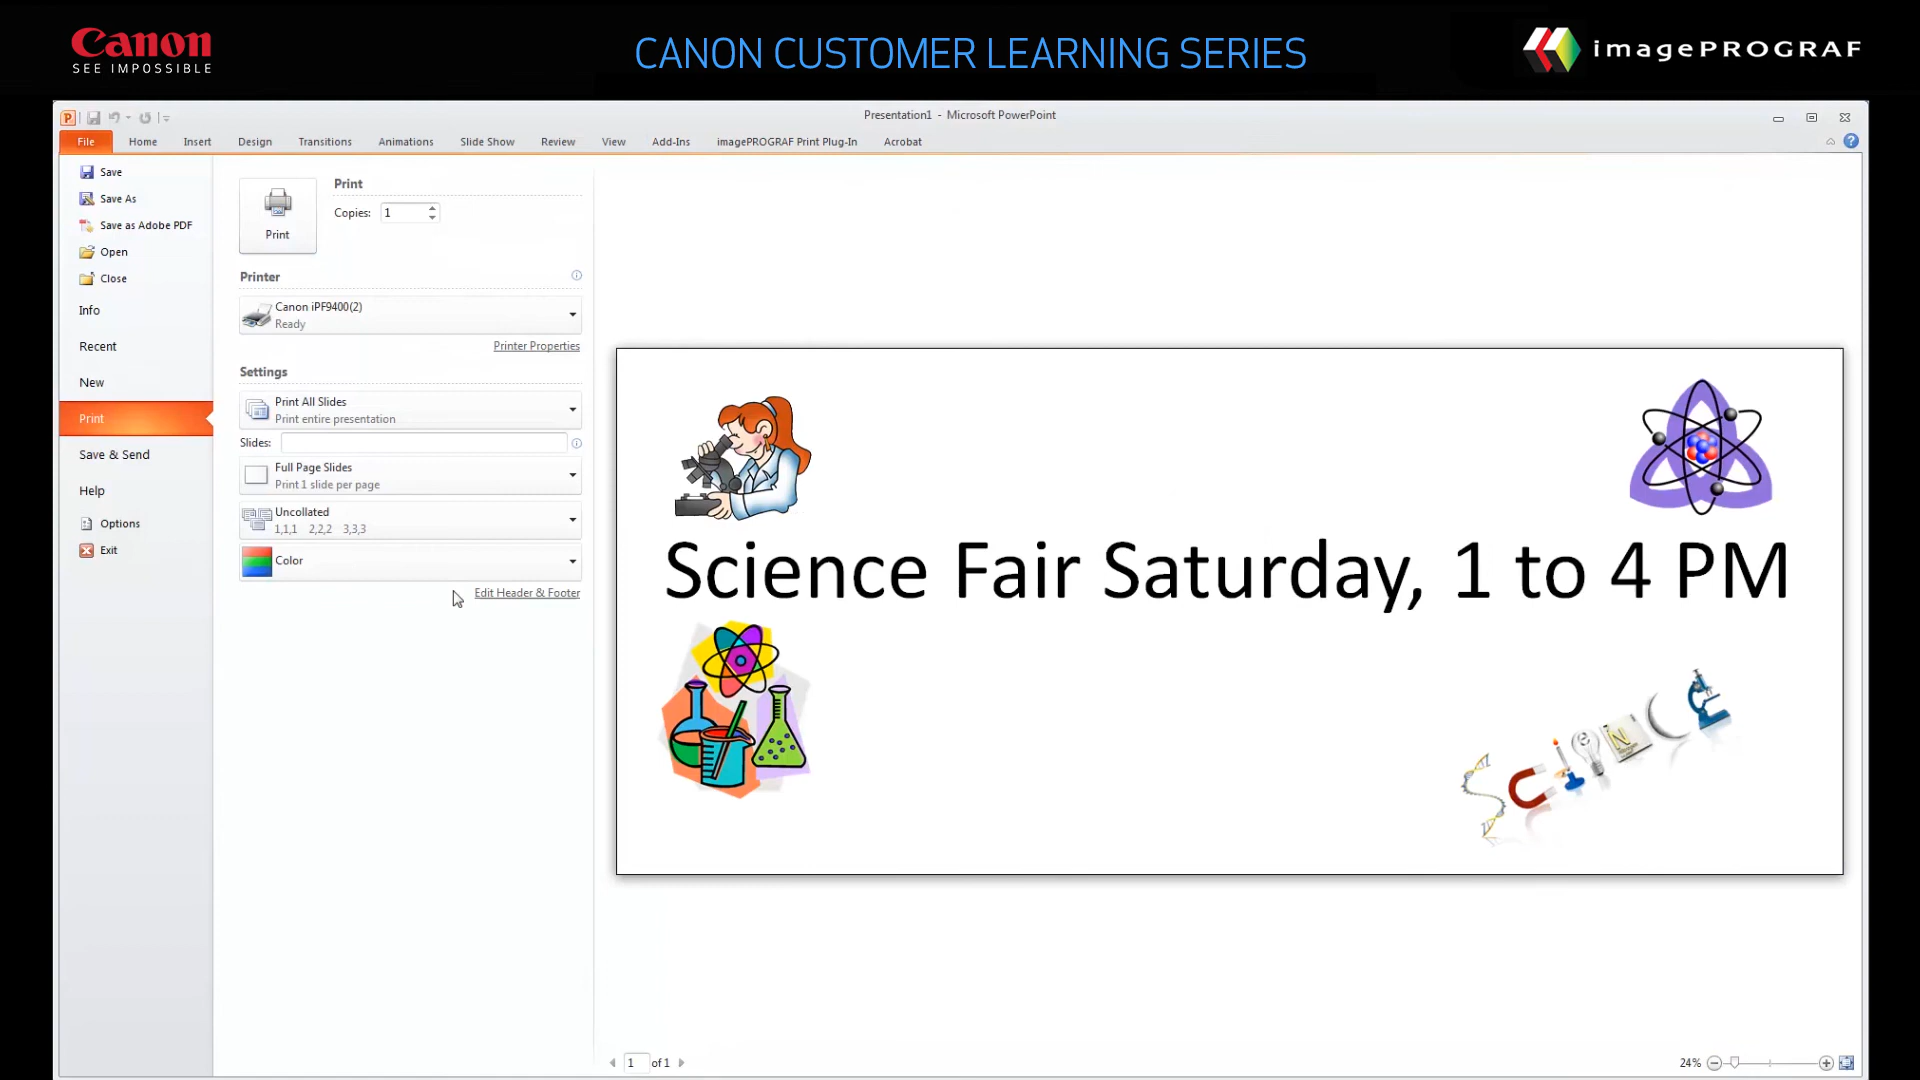 Canon
SEE IMPOSSIBLE
CANON CUSTOMER LEARNING SERIES
imagePROGRAF
Presentation1 - Microsoft PowerPoint
File Home Insert Design Transitions Animations Slide Show Review View Add-Ins imagePROGRAF Print Plug-In Acrobat
Save
Save As
Save as Adobe PDF
Open
Close
Info
Recent
New
Print
Save & Send
Help
Options
Exit
Print
Print
Copies: 1
Printer
Canon iPF9400(2)
Ready
Printer Properties
Settings
Print All Slides
Print entire presentation
Slides:
Full Page Slides
Print 1 slide per page
Uncollated
1,1,1 2,2,2 3,3,3
Color
Edit Header & Footer
Science Fair Saturday, 1 to 4 PM
SCIENCE
1 of 1
24%